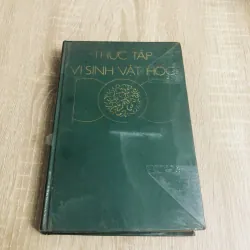 THỰC TẬP
VI SINH VẬT HỌC